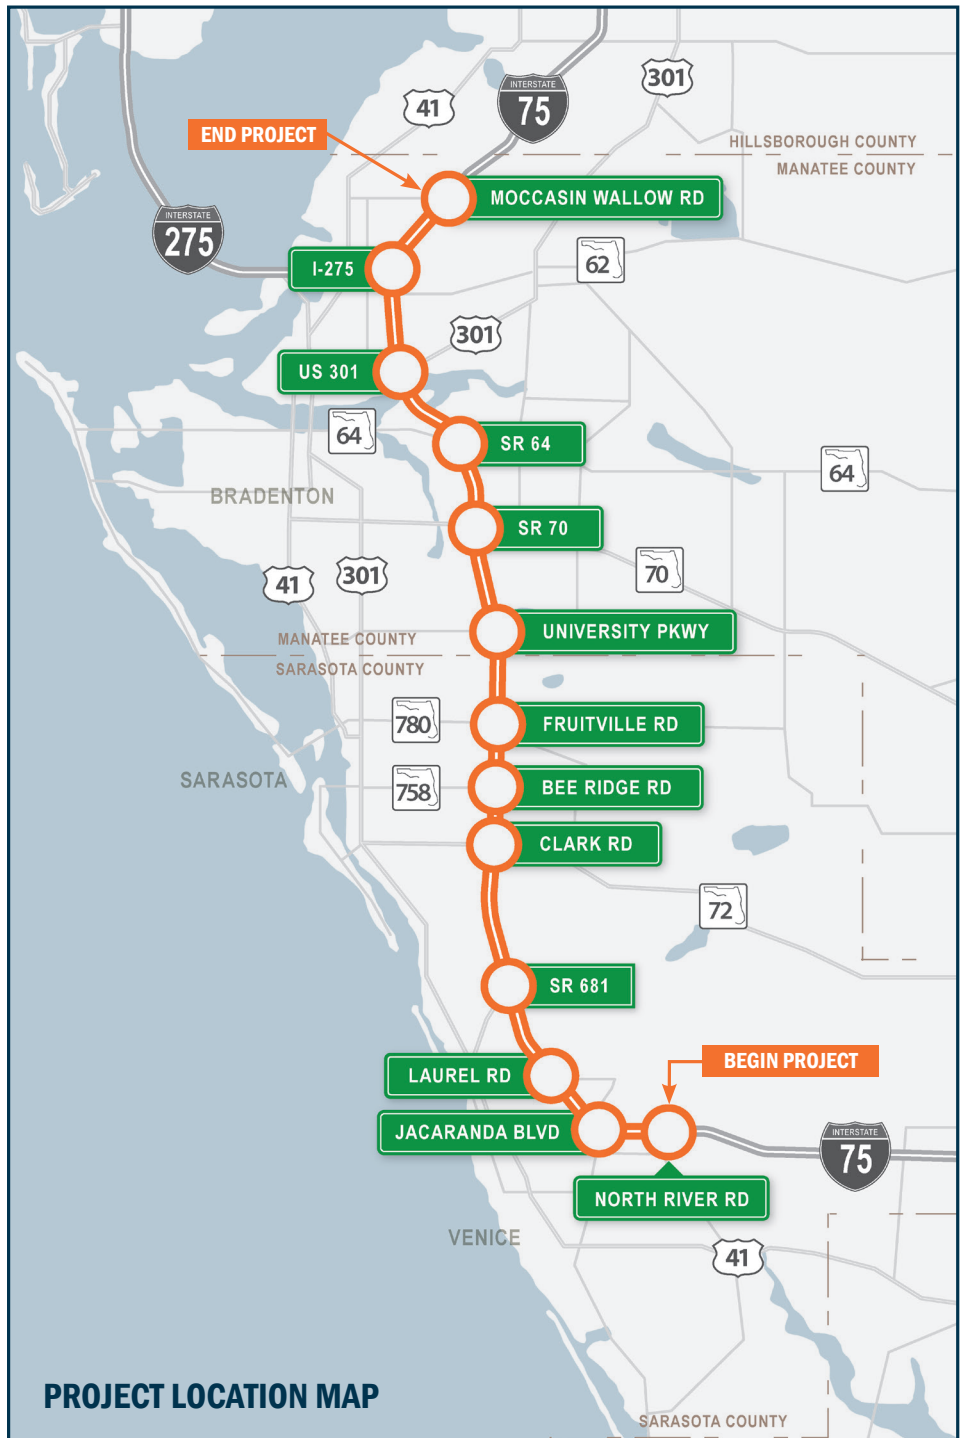 301
41
INTERSTATE
75
END PROJECT
HILLSBOROUGH COUNTY
MANATEE COUNTY
MOCCASIN WALLOW RD
INTERSTATE
275
I-275
62
301
US 301
64
SR 64
64
BRADENTON
SR 70
41
301
70
UNIVERSITY PKWY
MANATEE COUNTY
SARASOTA COUNTY
780
FRUITVILLE RD
SARASOTA
758
BEE RIDGE RD
CLARK RD
72
SR 681
BEGIN PROJECT
LAUREL RD
JACARANDA BLVD
INTERSTATE
75
NORTH RIVER RD
VENICE
41
PROJECT LOCATION MAP
SARASOTA COUNTY